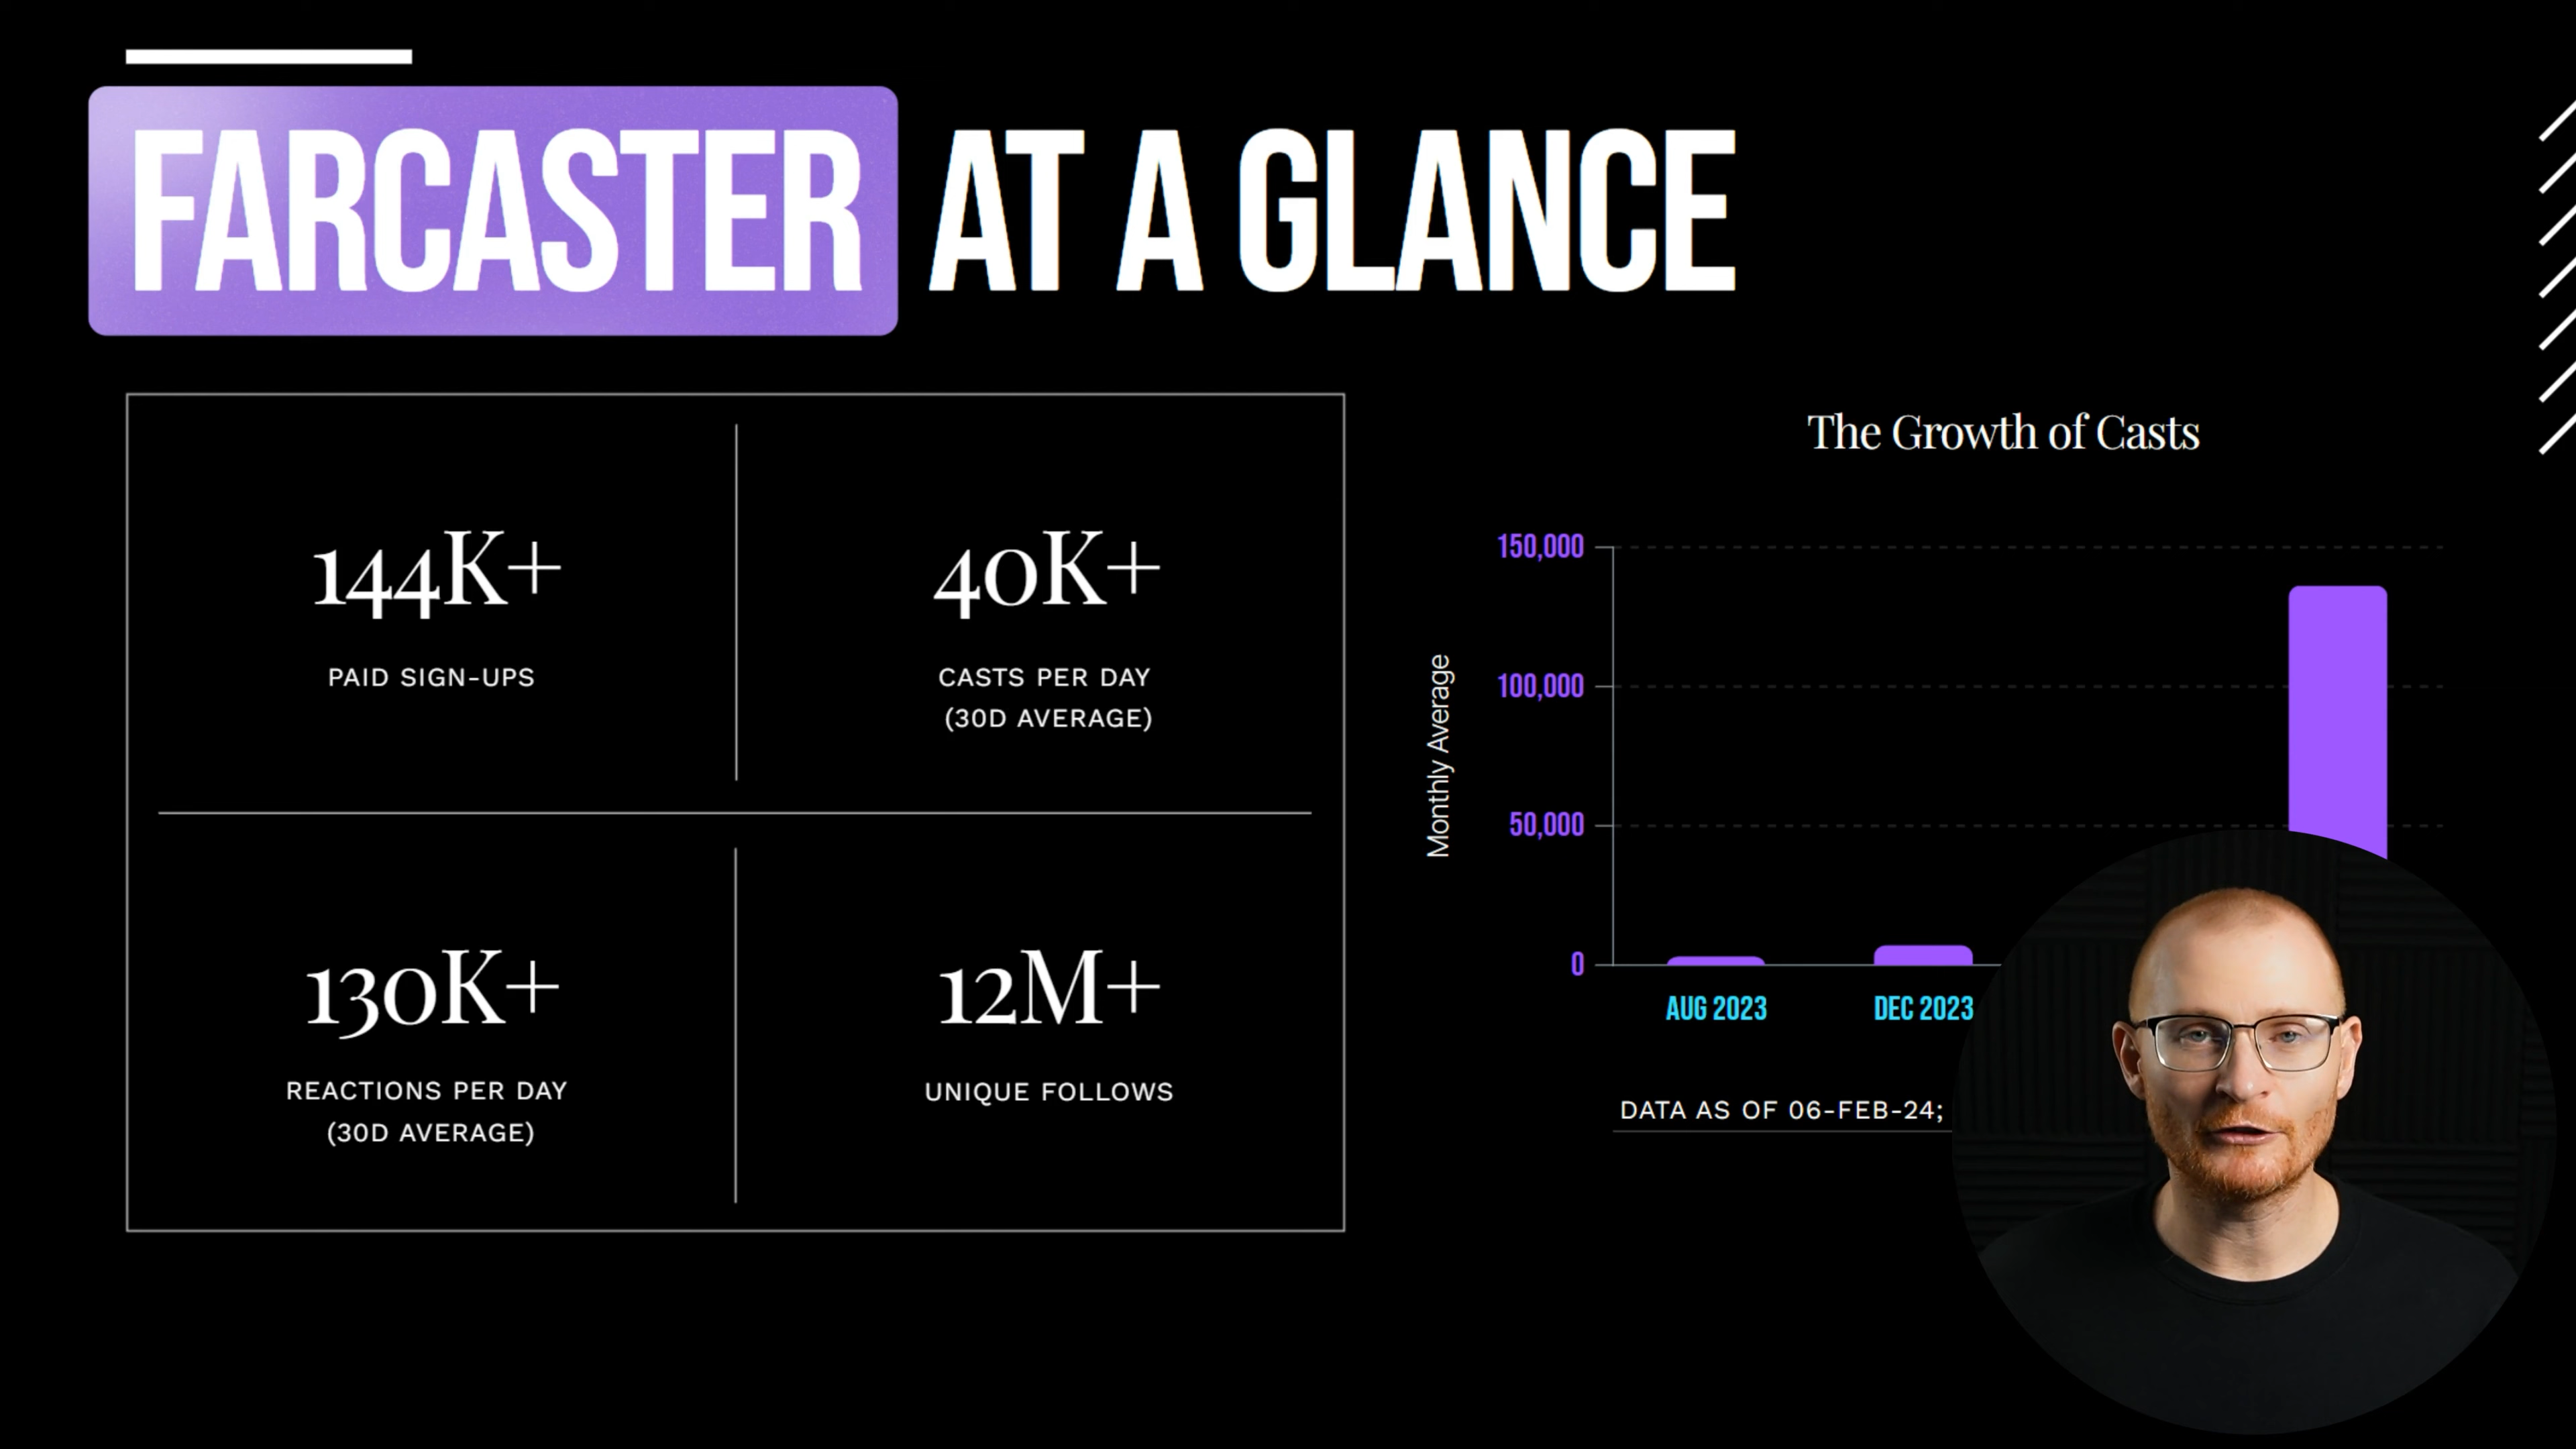 FARCASTER AT A GLANCE
144K+
PAID SIGN-UPS
40K+
CASTS PER DAY
(30D AVERAGE)
130K+
REACTIONS PER DAY
(30D AVERAGE)
12M+
UNIQUE FOLLOWS
The Growth of Casts
Monthly Average
150,000
100,000
50,000
0
AUG 2023
DEC 2023
DATA AS OF 06-FEB-24;